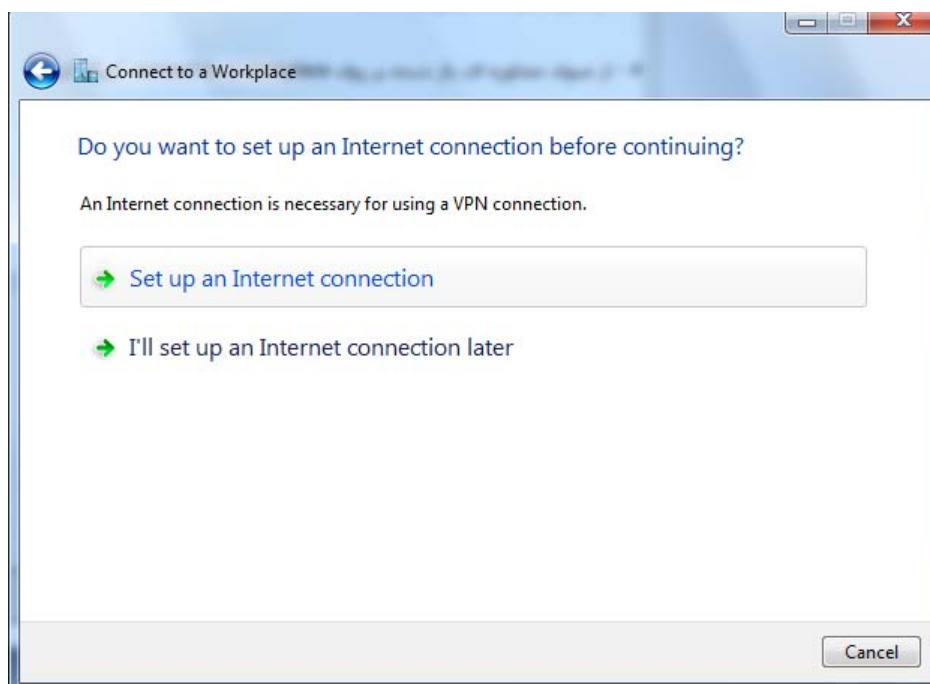 Connect to a Workplace
Do you want to set up an Internet connection before continuing?
An Internet connection is necessary for using a VPN connection.
Set up an Internet connection
I'll set up an Internet connection later
Cancel